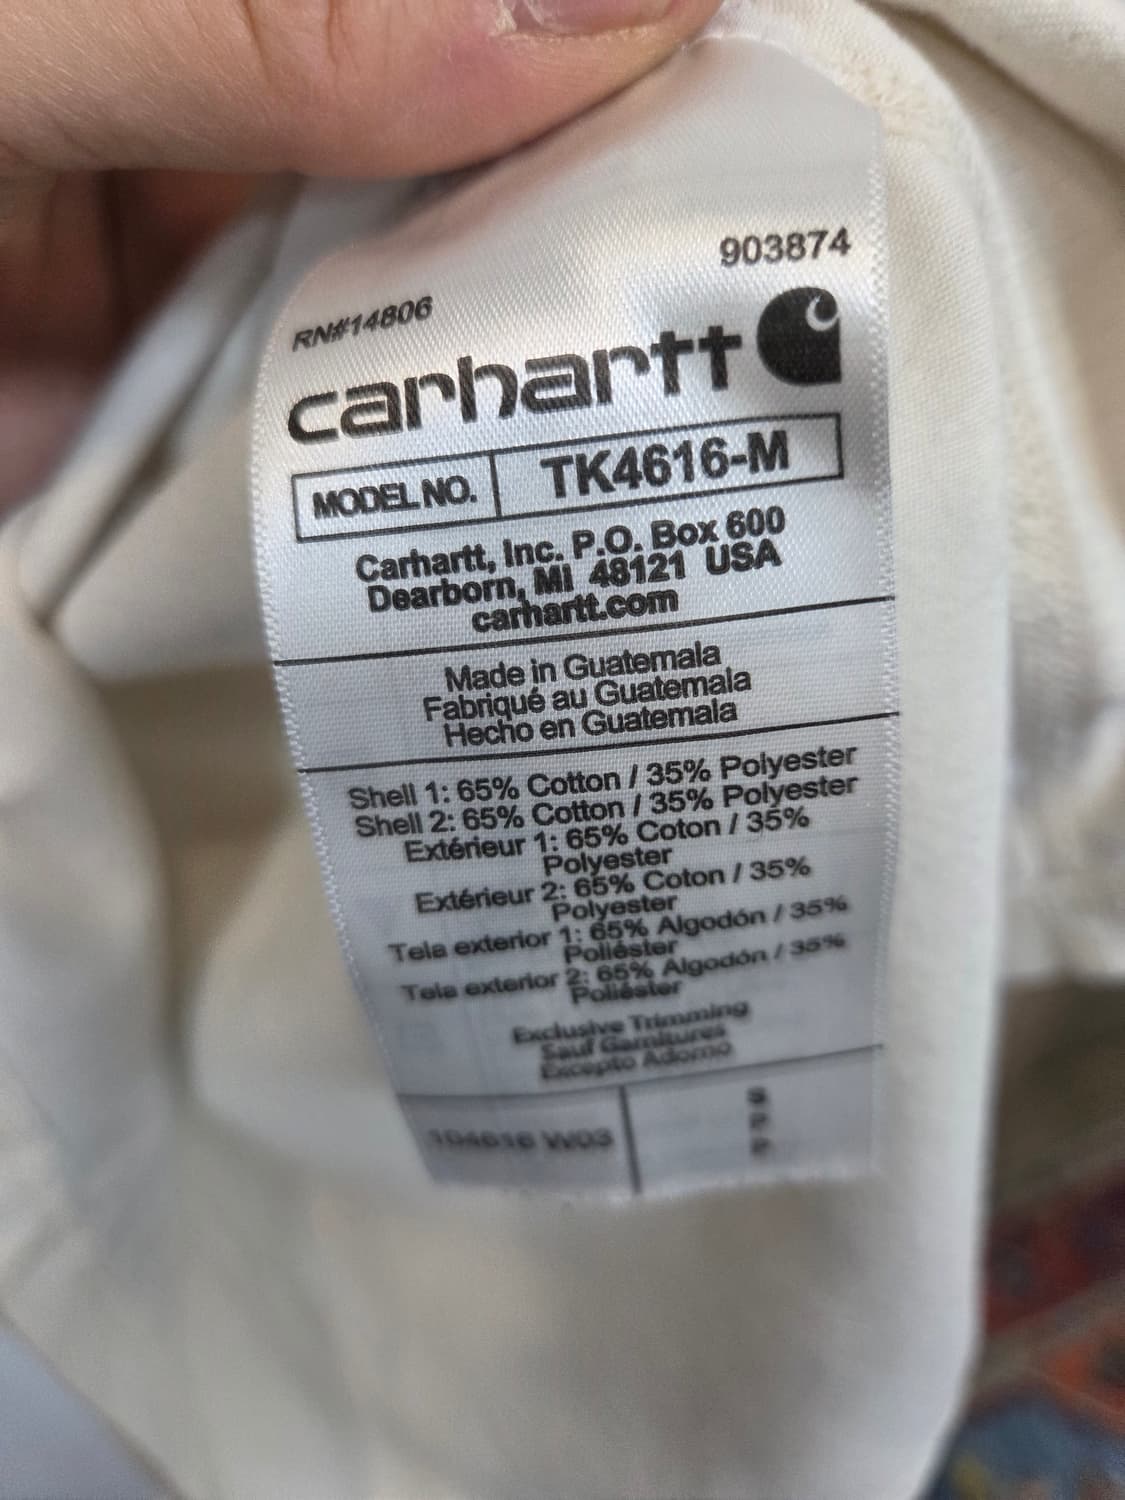 903874
RN#14806
carhartt
MODEL NO. TK4616-M
Carhartt, Inc. P.O. Box 600
Dearborn, MI 48121 USA
carhartt.com
Made in Guatemala
Fabriqué au Guatemala
Hecho en Guatemala
Shell 1: 65% Cotton / 35% Polyester
Shell 2: 65% Cotton / 35% Polyester
Extérieur 1: 65% Coton / 35%
Polyester
Extérieur 2: 65% Coton / 35%
Polyester
Tela exterior 1: 65% Algodón / 35%
Poliéster
Tela exterior 2: 65% Algodón / 35%
Poliéster
Exclusive Trimming
Sauf Garnitures
Excepto Adorno
104616 W03
S
P
P